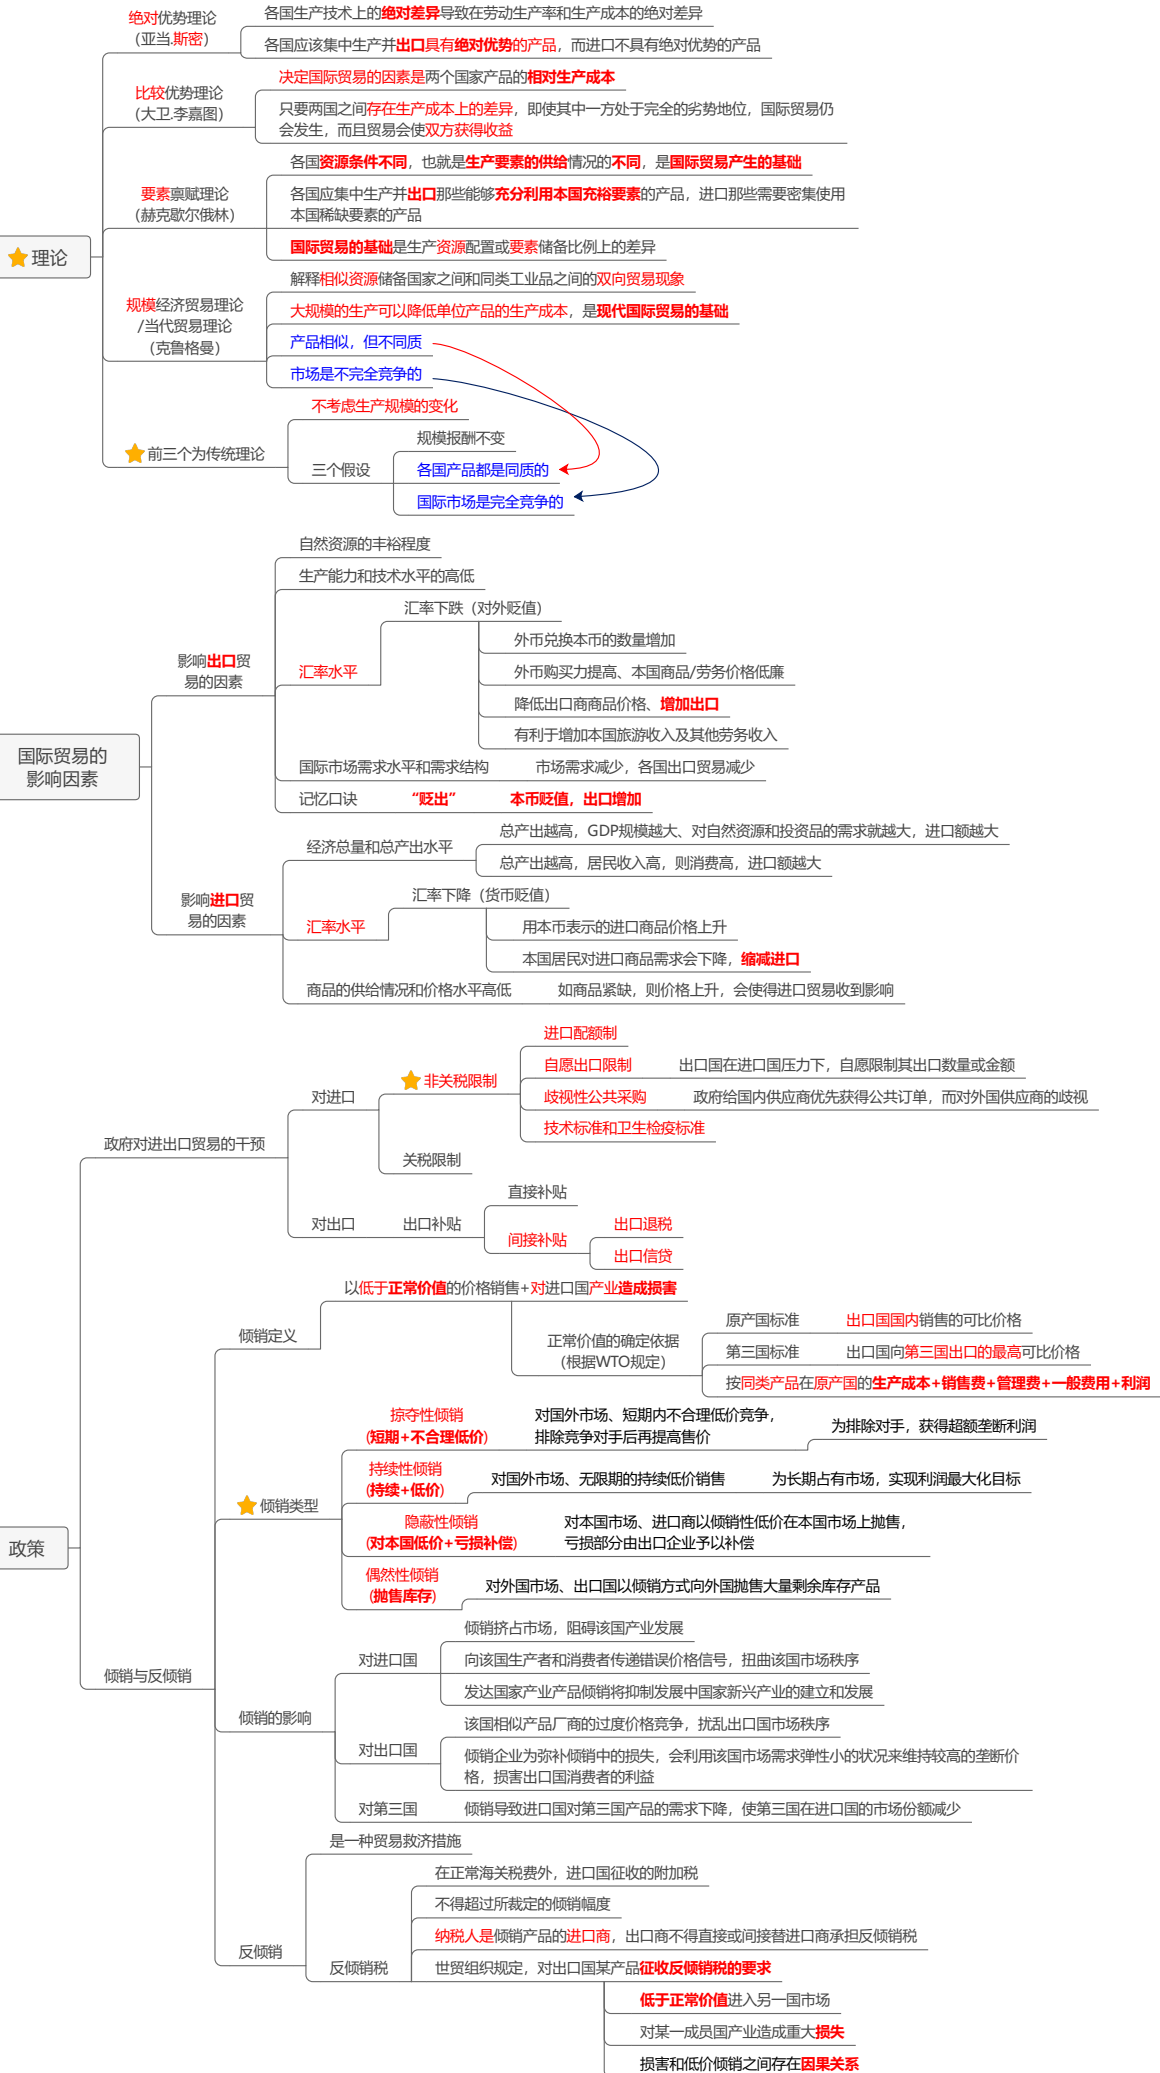 绝对优势理论
（亚当.斯密）
各国生产技术上的绝对差异导致在劳动生产率和生产成本的绝对差异
各国应该集中生产并出口具有绝对优势的产品，而进口不具有绝对优势的产品
比较优势理论
（大卫.李嘉图）
决定国际贸易的因素是两个国家产品的相对生产成本
只要两国之间存在生产成本上的差异，即使其中一方处于完全的劣势地位，国际贸易仍
会发生，而且贸易会使双方获得收益
要素禀赋理论
（赫克歇尔俄林）
各国资源条件不同，也就是生产要素的供给情况的不同，是国际贸易产生的基础
各国应集中生产并出口那些能够充分利用本国充裕要素的产品，进口那些需要密集使用
本国稀缺要素的产品
国际贸易的基础是生产资源配置或要素储备比例上的差异
理论
规模经济贸易理论
/当代贸易理论
（克鲁格曼）
解释相似资源储备国家之间和同类工业品之间的双向贸易现象
大规模的生产可以降低单位产品的生产成本，是现代国际贸易的基础
产品相似，但不同质
市场是不完全竞争的
前三个为传统理论
不考虑生产规模的变化
三个假设
规模报酬不变
各国产品都是同质的
国际市场是完全竞争的
国际贸易的
影响因素
影响出口贸
易的因素
自然资源的丰裕程度
生产能力和技术水平的高低
汇率水平
汇率下跌（对外贬值）
外币兑换本币的数量增加
外币购买力提高、本国商品/劳务价格低廉
降低出口商商品价格、增加出口
有利于增加本国旅游收入及其他劳务收入
国际市场需求水平和需求结构
市场需求减少，各国出口贸易减少
记忆口诀
“贬出”
本币贬值，出口增加
影响进口贸
易的因素
经济总量和总产出水平
总产出越高，GDP规模越大、对自然资源和投资品的需求就越大，进口额越大
总产出越高，居民收入高，则消费高，进口额越大
汇率水平
汇率下降（货币贬值）
用本币表示的进口商品价格上升
本国居民对进口商品需求会下降，缩减进口
商品的供给情况和价格水平高低
如商品紧缺，则价格上升，会使得进口贸易收到影响
政策
政府对进出口贸易的干预
对进口
非关税限制
进口配额制
自愿出口限制
出口国在进口国压力下，自愿限制其出口数量或金额
歧视性公共采购
政府给国内供应商优先获得公共订单，而对外国供应商的歧视
技术标准和卫生检疫标准
关税限制
对出口
出口补贴
直接补贴
间接补贴
出口退税
出口信贷
倾销与反倾销
倾销定义
以低于正常价值的价格销售+对进口国产业造成损害
正常价值的确定依据
（根据WTO规定）
原产国标准
出口国国内销售的可比价格
第三国标准
出口国向第三国出口的最高可比价格
按同类产品在原产国的生产成本+销售费+管理费+一般费用+利润
倾销类型
掠夺性倾销
(短期+不合理低价)
对国外市场、短期内不合理低价竞争，
排除竞争对手后再提高售价
为排除对手，获得超额垄断利润
持续性倾销
(持续+低价)
对国外市场、无限期的持续低价销售
为长期占有市场，实现利润最大化目标
隐蔽性倾销
(对本国低价+亏损补偿)
对本国市场、进口商以倾销性低价在本国市场上抛售，
亏损部分由出口企业予以补偿
偶然性倾销
(抛售库存)
对外国市场、出口国以倾销方式向外国抛售大量剩余库存产品
倾销的影响
对进口国
倾销挤占市场，阻碍该国产业发展
向该国生产者和消费者传递错误价格信号，扭曲该国市场秩序
发达国家产业产品倾销将抑制发展中国家新兴产业的建立和发展
对出口国
该国相似产品厂商的过度价格竞争，扰乱出口国市场秩序
倾销企业为弥补倾销中的损失，会利用该国市场需求弹性小的状况来维持较高的垄断价
格，损害出口国消费者的利益
对第三国
倾销导致进口国对第三国产品的需求下降，使第三国在进口国的市场份额减少
反倾销
是一种贸易救济措施
反倾销税
在正常海关税费外，进口国征收的附加税
不得超过所裁定的倾销幅度
纳税人是倾销产品的进口商，出口商不得直接或间接替进口商承担反倾销税
世贸组织规定，对出口国某产品征收反倾销税的要求
低于正常价值进入另一国市场
对某一成员国产业造成重大损失
损害和低价倾销之间存在因果关系